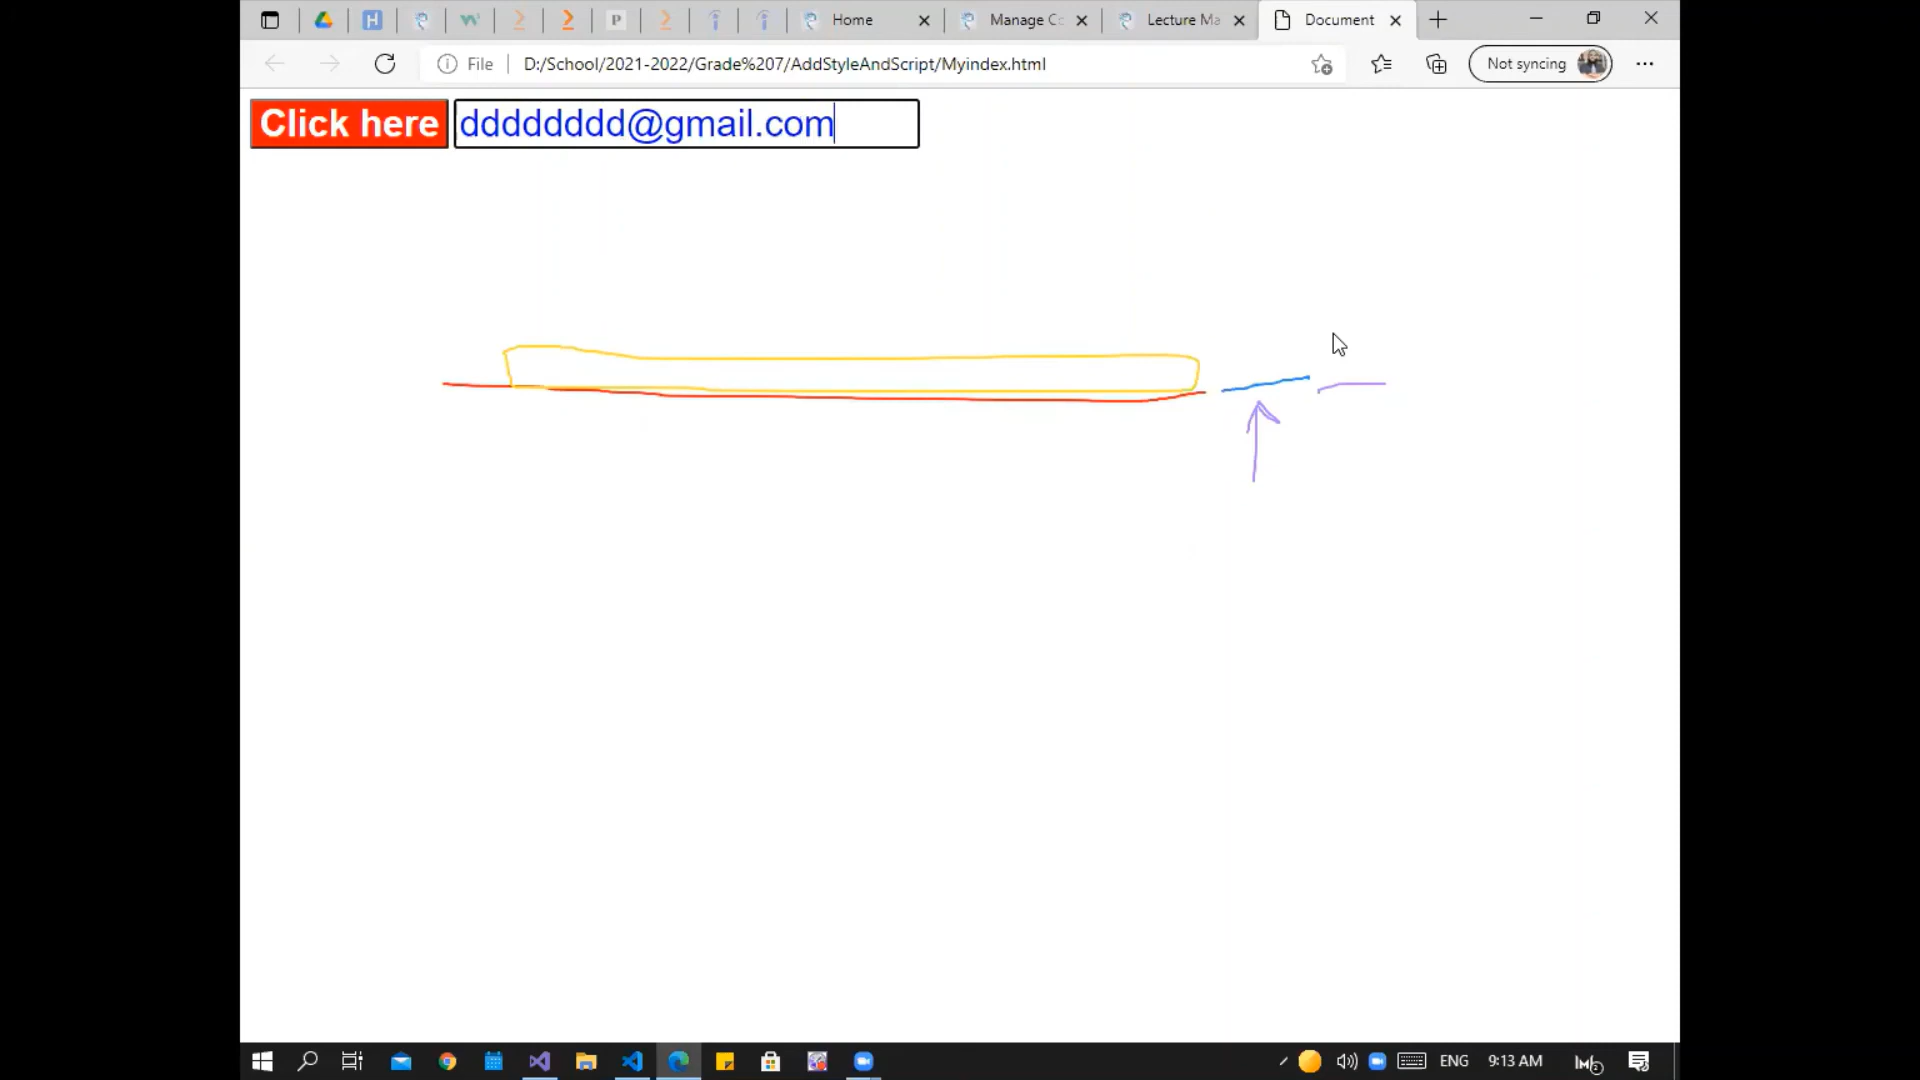 Home
Manage Co
Lecture Ma
Document
File
D:/School/2021-2022/Grade%207/AddStyleAndScript/Myindex.html
Not syncing
Click here
dddddddd@gmail.com
ENG
9:13 AM